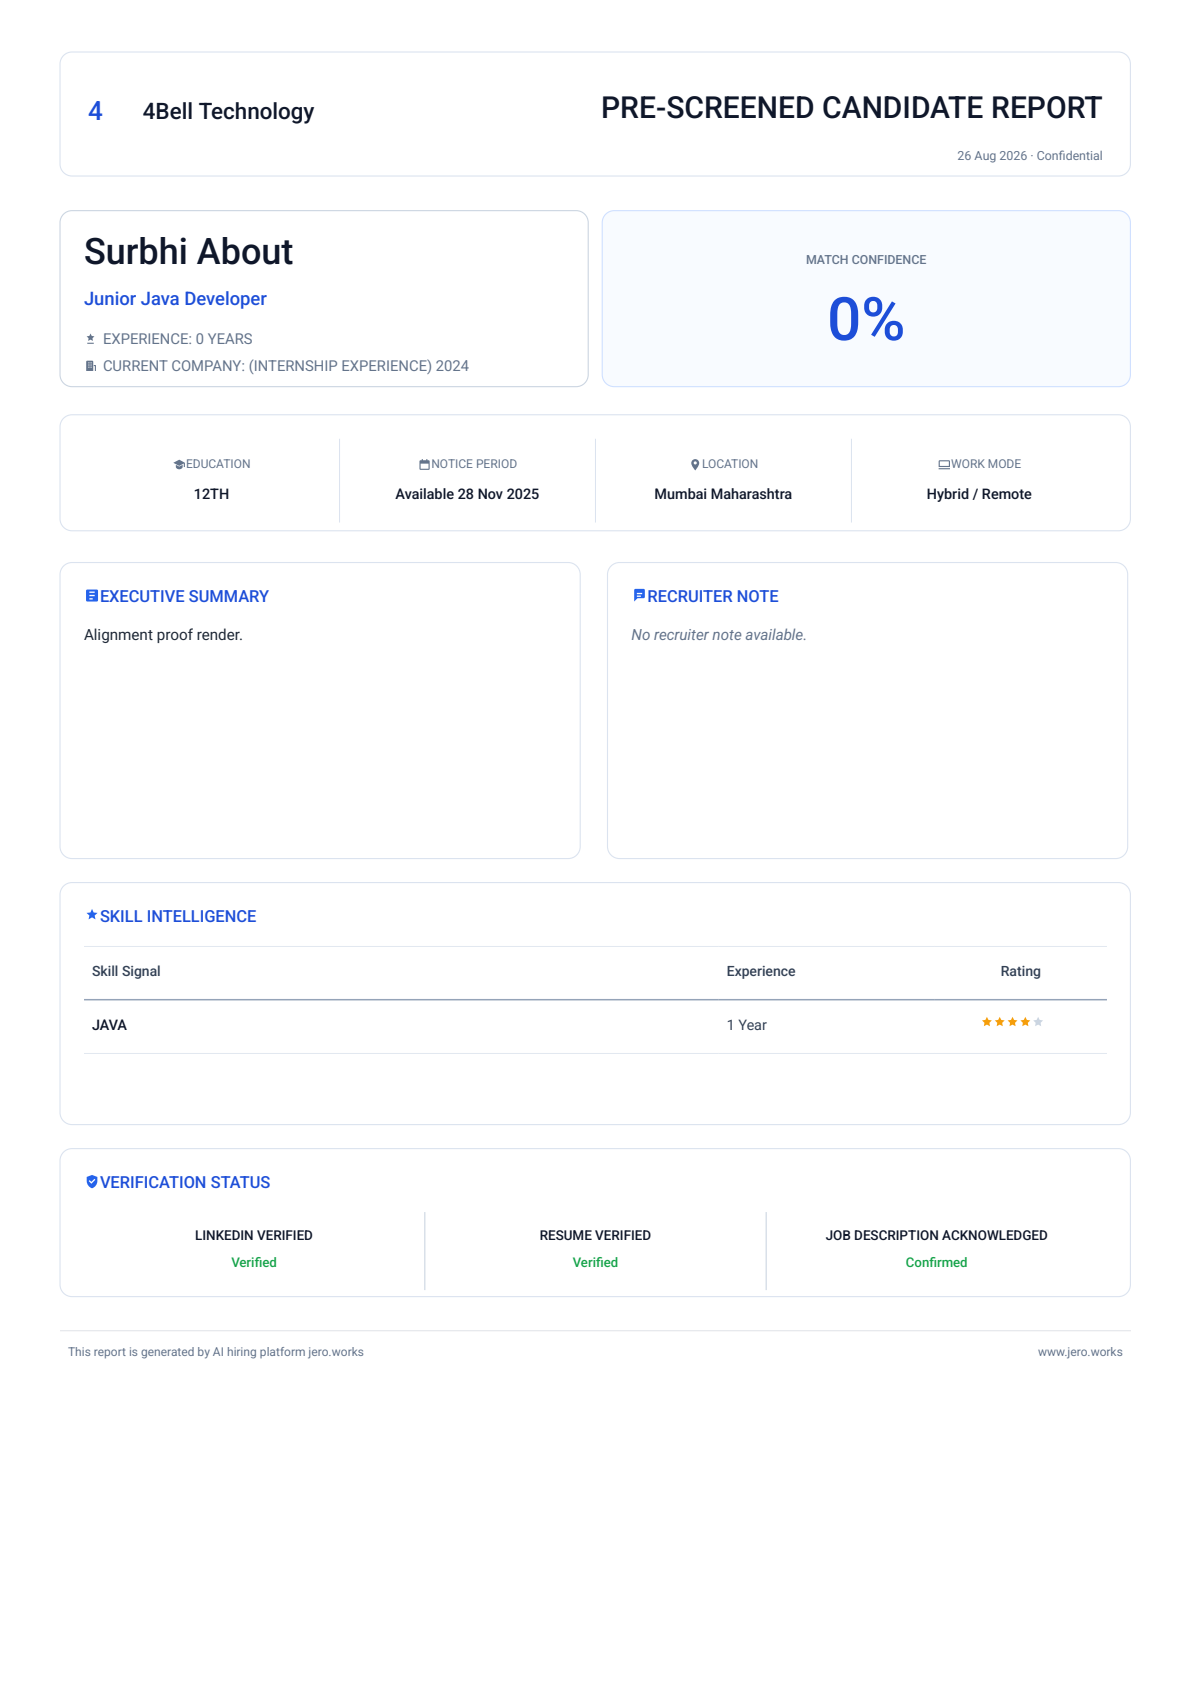 4 4Bell Technology
PRE-SCREENED CANDIDATE REPORT
26 Aug 2026 · Confidential
Surbhi About
Junior Java Developer
EXPERIENCE: 0 YEARS
CURRENT COMPANY: (INTERNSHIP EXPERIENCE) 2024
MATCH CONFIDENCE
0%
EDUCATION
12TH
NOTICE PERIOD
Available 28 Nov 2025
LOCATION
Mumbai Maharashtra
WORK MODE
Hybrid / Remote
EXECUTIVE SUMMARY
Alignment proof render.
RECRUITER NOTE
No recruiter note available.
SKILL INTELLIGENCE
Skill Signal Experience Rating
JAVA 1 Year
VERIFICATION STATUS
LINKEDIN VERIFIED
Verified
RESUME VERIFIED
Verified
JOB DESCRIPTION ACKNOWLEDGED
Confirmed
This report is generated by AI hiring platform jero.works
www.jero.works